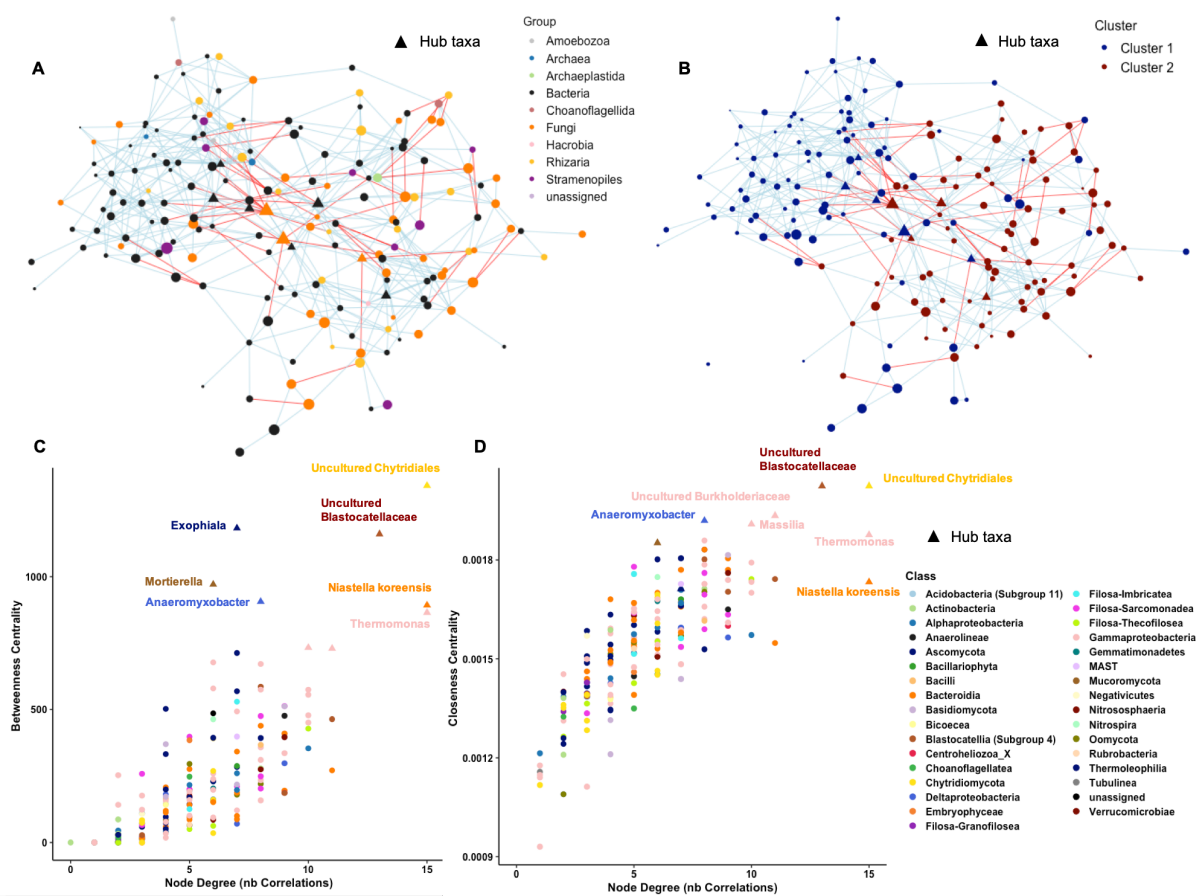 A
▲ Hub taxa
Group
Amoebozoa
Archaea
Archaeplastida
Bacteria
Choanoflagellida
Fungi
Hacrobia
Rhizaria
Stramenopiles
unassigned
B
▲ Hub taxa
Cluster
Cluster 1
Cluster 2
C
Uncultured Chytridiales
Uncultured
Blastocatellaceae
Exophiala
Mortierella
Anaeromyxobacter
Niastella koreensis
Thermomonas
Betweenness Centrality
1000
500
0
0
5
10
15
Node Degree (nb Correlations)
D
Uncultured
Blastocatellaceae
Uncultured Chytridiales
Uncultured Burkholderiaceae
Anaeromyxobacter
Massilia
Thermomonas
Niastella koreensis
Closeness Centrality
0.0018
0.0015
0.0012
0.0009
0
5
10
15
Node Degree (nb Correlations)
▲ Hub taxa
Class
Acidobacteria (Subgroup 11)
Actinobacteria
Alphaproteobacteria
Anaerolineae
Ascomycota
Bacillariophyta
Bacilli
Bacteroidia
Basidiomycota
Bicoecea
Blastocatellia (Subgroup 4)
Centroheliozoa_X
Choanoflagellatea
Chytridiomycota
Deltaproteobacteria
Embryophyceae
Filosa-Granofilosea
Filosa-Imbricatea
Filosa-Sarcomonadea
Filosa-Thecofilosea
Gammaproteobacteria
Gemmatimonadetes
MAST
Mucoromycota
Negativicutes
Nitrososphaeria
Nitrospira
Oomycota
Rubrobacteria
Thermoleophilia
Tubulinea
unassigned
Verrucomicrobiae